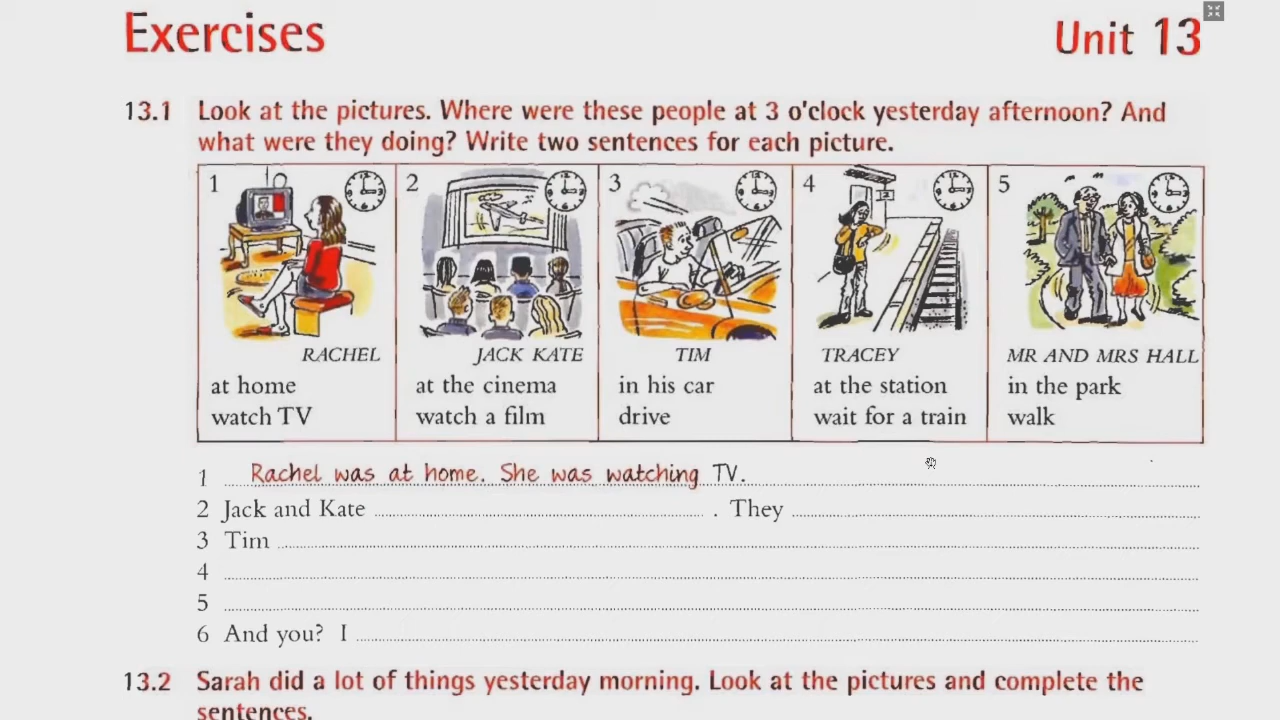 Exercises
Unit 13
13.1 Look at the pictures. Where were these people at 3 o'clock yesterday afternoon? And
what were they doing? Write two sentences for each picture.
1
2
3
4
5
RACHEL
JACK KATE
TIM
TRACEY
MR AND MRS HALL
at home
at the cinema
in his car
at the station
in the park
watch TV
watch a film
drive
wait for a train
walk
1 Rachel was at home. She was watching TV.
2 Jack and Kate . They
3 Tim
4
5
6 And you? I
13.2 Sarah did a lot of things yesterday morning. Look at the pictures and complete the
sentences.